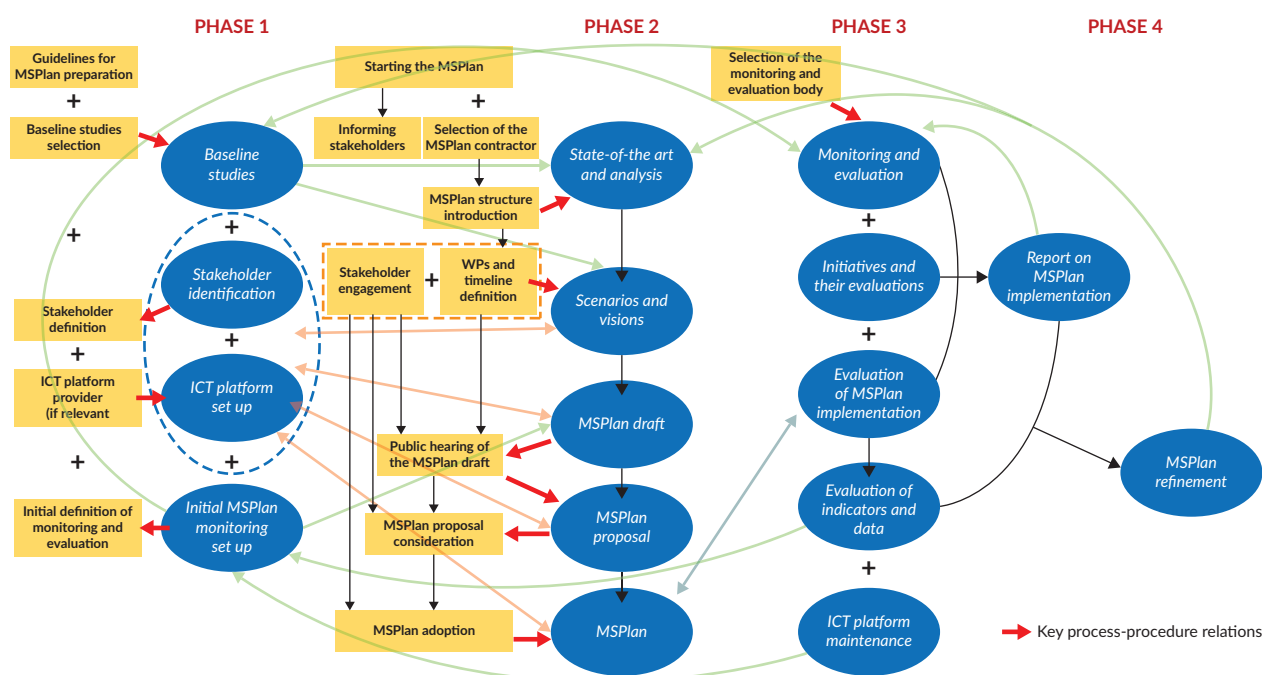 PHASE 1
PHASE 2
PHASE 3
PHASE 4
Guidelines for
MSPlan preparation
+
Baseline studies
selection
+
Stakeholder
definition
+
ICT platform
provider
(if relevant
+
Initial definition of
monitoring and
evaluation
Baseline
studies
+
Stakeholder
identification
+
ICT platform
set up
+
Initial MSPlan
monitoring
set up
Starting the MSPlan
+
Informing
stakeholders
Selection of the
MSPlan contractor
MSPlan structure
introduction
Stakeholder
engagement
+
WPs and
timeline
definition
Public hearing of
the MSPlan draft
MSPlan proposal
consideration
MSPlan adoption
State-of-the art
and analysis
Scenarios and
visions
MSPlan draft
MSPlan
proposal
MSPlan
Selection of the
monitoring and
evaluation body
Monitoring and
evaluation
+
Initiatives and
their evaluations
+
Evaluation
of MSPlan
implementation
Evaluation of
indicators and
data
+
ICT platform
maintenance
Report on
MSPlan
implementation
MSPlan
refinement
Key process-procedure relations